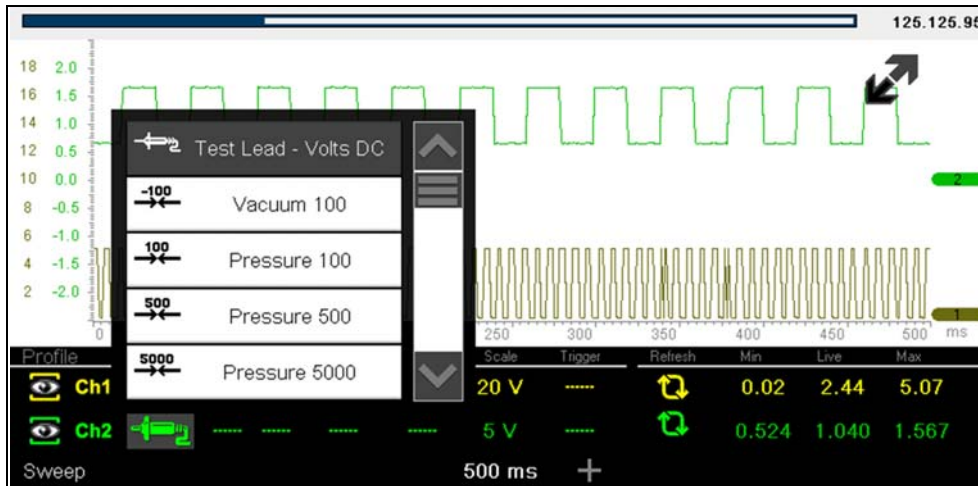 125.125.95
18 2.0
16 1.5
14 1.0
12 0.5
10 0.0
8 -0.5
6 -1.0
4 -1.5
2 -2.0
Test Lead - Volts DC
-100 Vacuum 100
100 Pressure 100
500 Pressure 500
5000 Pressure 5000
2
1
0 250 300 350 400 450 500 ms
Profile Scale Trigger Refresh Min Live Max
Ch1 20 V ------ 0.02 2.44 5.07
Ch2 ------ ------ ------ ------ 5 V ------ 0.524 1.040 1.567
Sweep 500 ms +